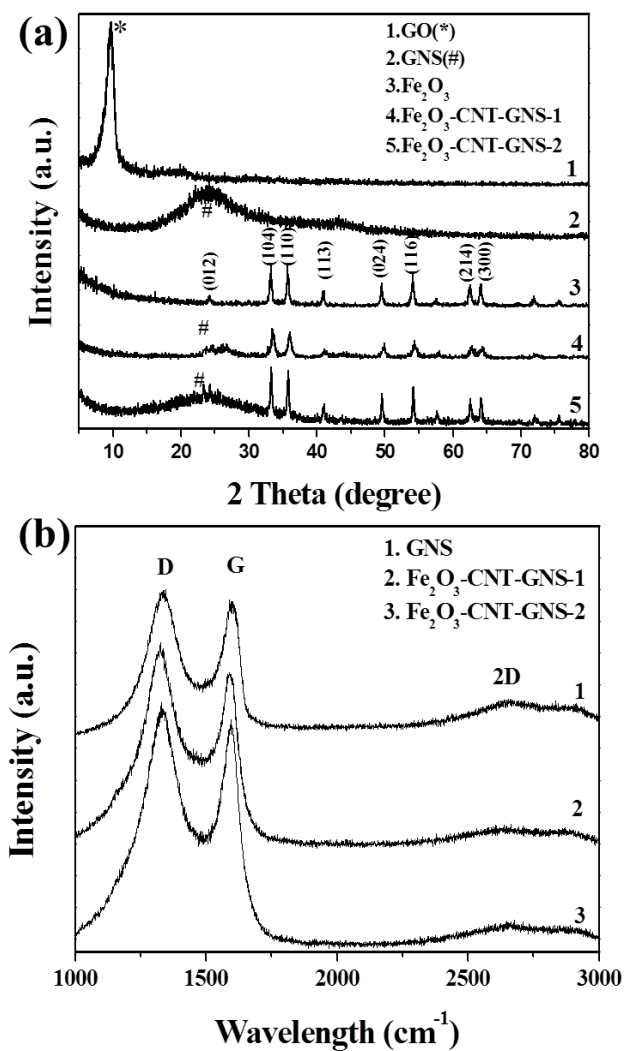 (a)
*
1.GO(*)
2.GNS(#)
3.Fe₂O₃
4.Fe₂O₃-CNT-GNS-1
5.Fe₂O₃-CNT-GNS-2
1
#
2
(012)
(104)
(110)
(113)
(024)
(116)
(214)
(300)
3
#
4
#
5
Intensity (a.u.)
10 20 30 40 50 60 70 80
2 Theta (degree)
(b)
1. GNS
2. Fe₂O₃-CNT-GNS-1
3. Fe₂O₃-CNT-GNS-2
D G
2D
1
2
3
Intensity (a.u.)
1000 1500 2000 2500 3000
Wavelength (cm⁻¹)